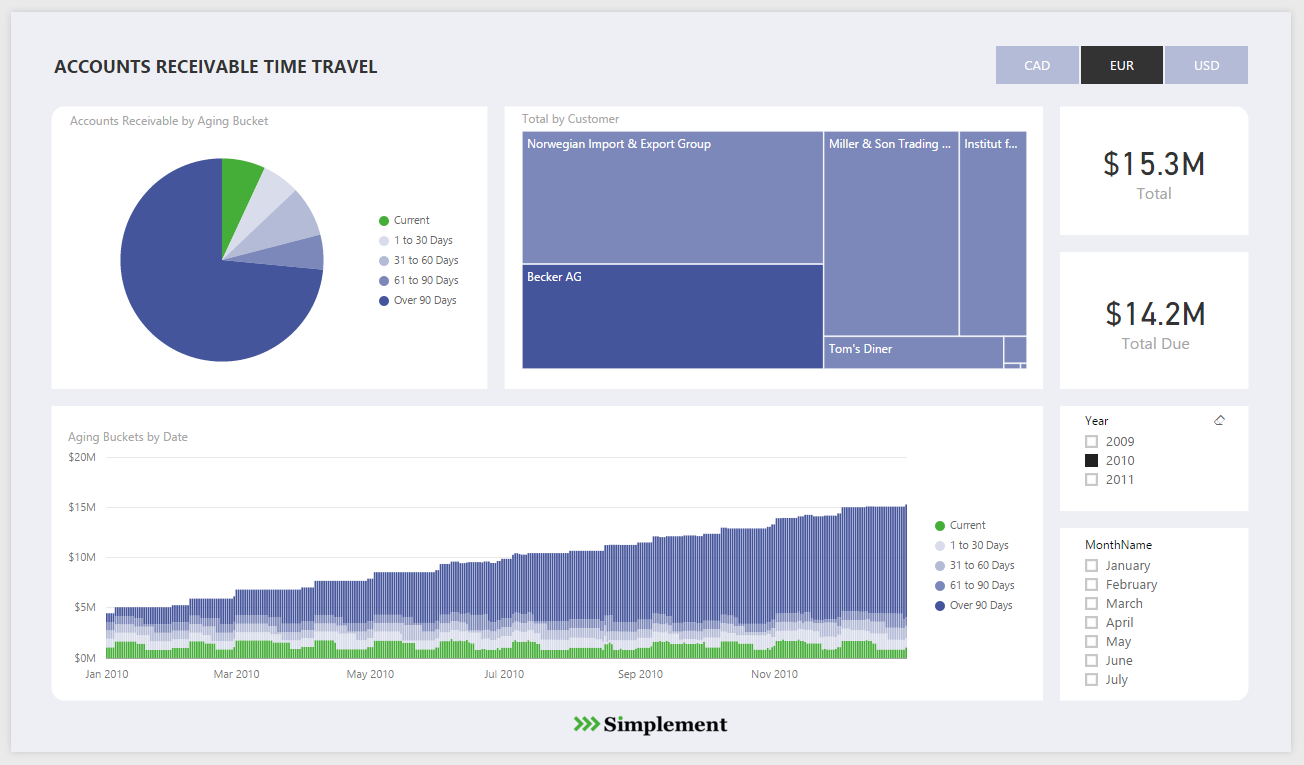 ACCOUNTS RECEIVABLE TIME TRAVEL
CAD
EUR
USD
Accounts Receivable by Aging Bucket
Current
1 to 30 Days
31 to 60 Days
61 to 90 Days
Over 90 Days
Total by Customer
Norwegian Import & Export Group
Miller & Son Trading ...
Institut f...
Becker AG
Tom's Diner
$15.3M
Total
$14.2M
Total Due
Aging Buckets by Date
$20M
$15M
$10M
$5M
$0M
Jan 2010
Mar 2010
May 2010
Jul 2010
Sep 2010
Nov 2010
Current
1 to 30 Days
31 to 60 Days
61 to 90 Days
Over 90 Days
Year
2009
2010
2011
MonthName
January
February
March
April
May
June
July
Simplement